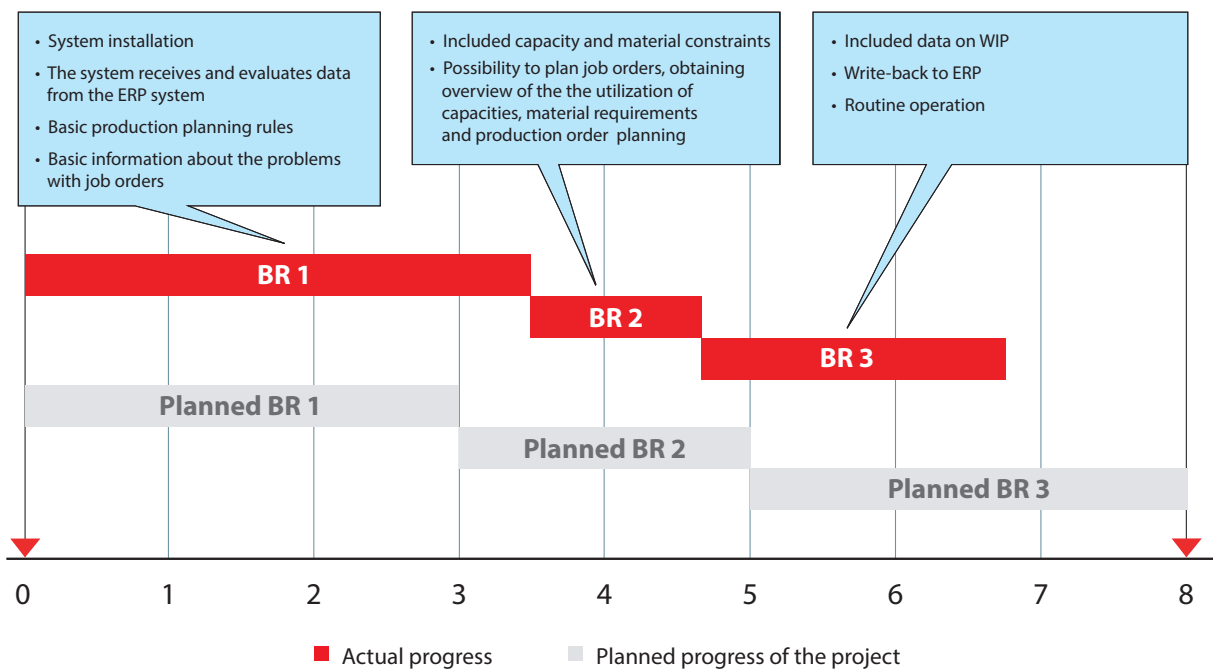 • System installation
• The system receives and evaluates data
from the ERP system
• Basic production planning rules
• Basic information about the problems
with job orders
• Included capacity and material constraints
• Possibility to plan job orders, obtaining
overview of the the utilization of
capacities, material requirements
and production order planning
• Included data on WIP
• Write-back to ERP
• Routine operation
BR 1
BR 2
BR 3
Planned BR 1
Planned BR 2
Planned BR 3
0 1 2 3 4 5 6 7 8
Actual progress Planned progress of the project